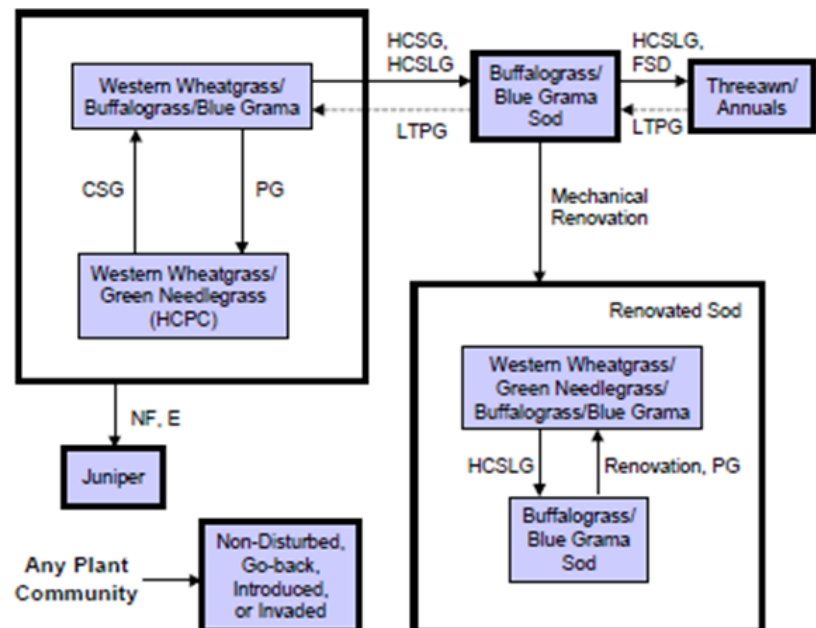 HCSG,
HCSLG
HCSLG,
FSD
Western Wheatgrass/
Buffalograss/Blue Grama
Buffalograss/
Blue Grama
Sod
Threeawn/
Annuals
LTPG
LTPG
CSG
PG
Mechanical
Renovation
Western Wheatgrass/
Green Needlegrass
(HCPC)
Renovated Sod
Western Wheatgrass/
Green Needlegrass/
Buffalograss/Blue Grama
NF, E
Juniper
HCSLG
Renovation, PG
Buffalograss/
Blue Grama
Sod
Any Plant
Community
Non-Disturbed,
Go-back,
Introduced,
or Invaded